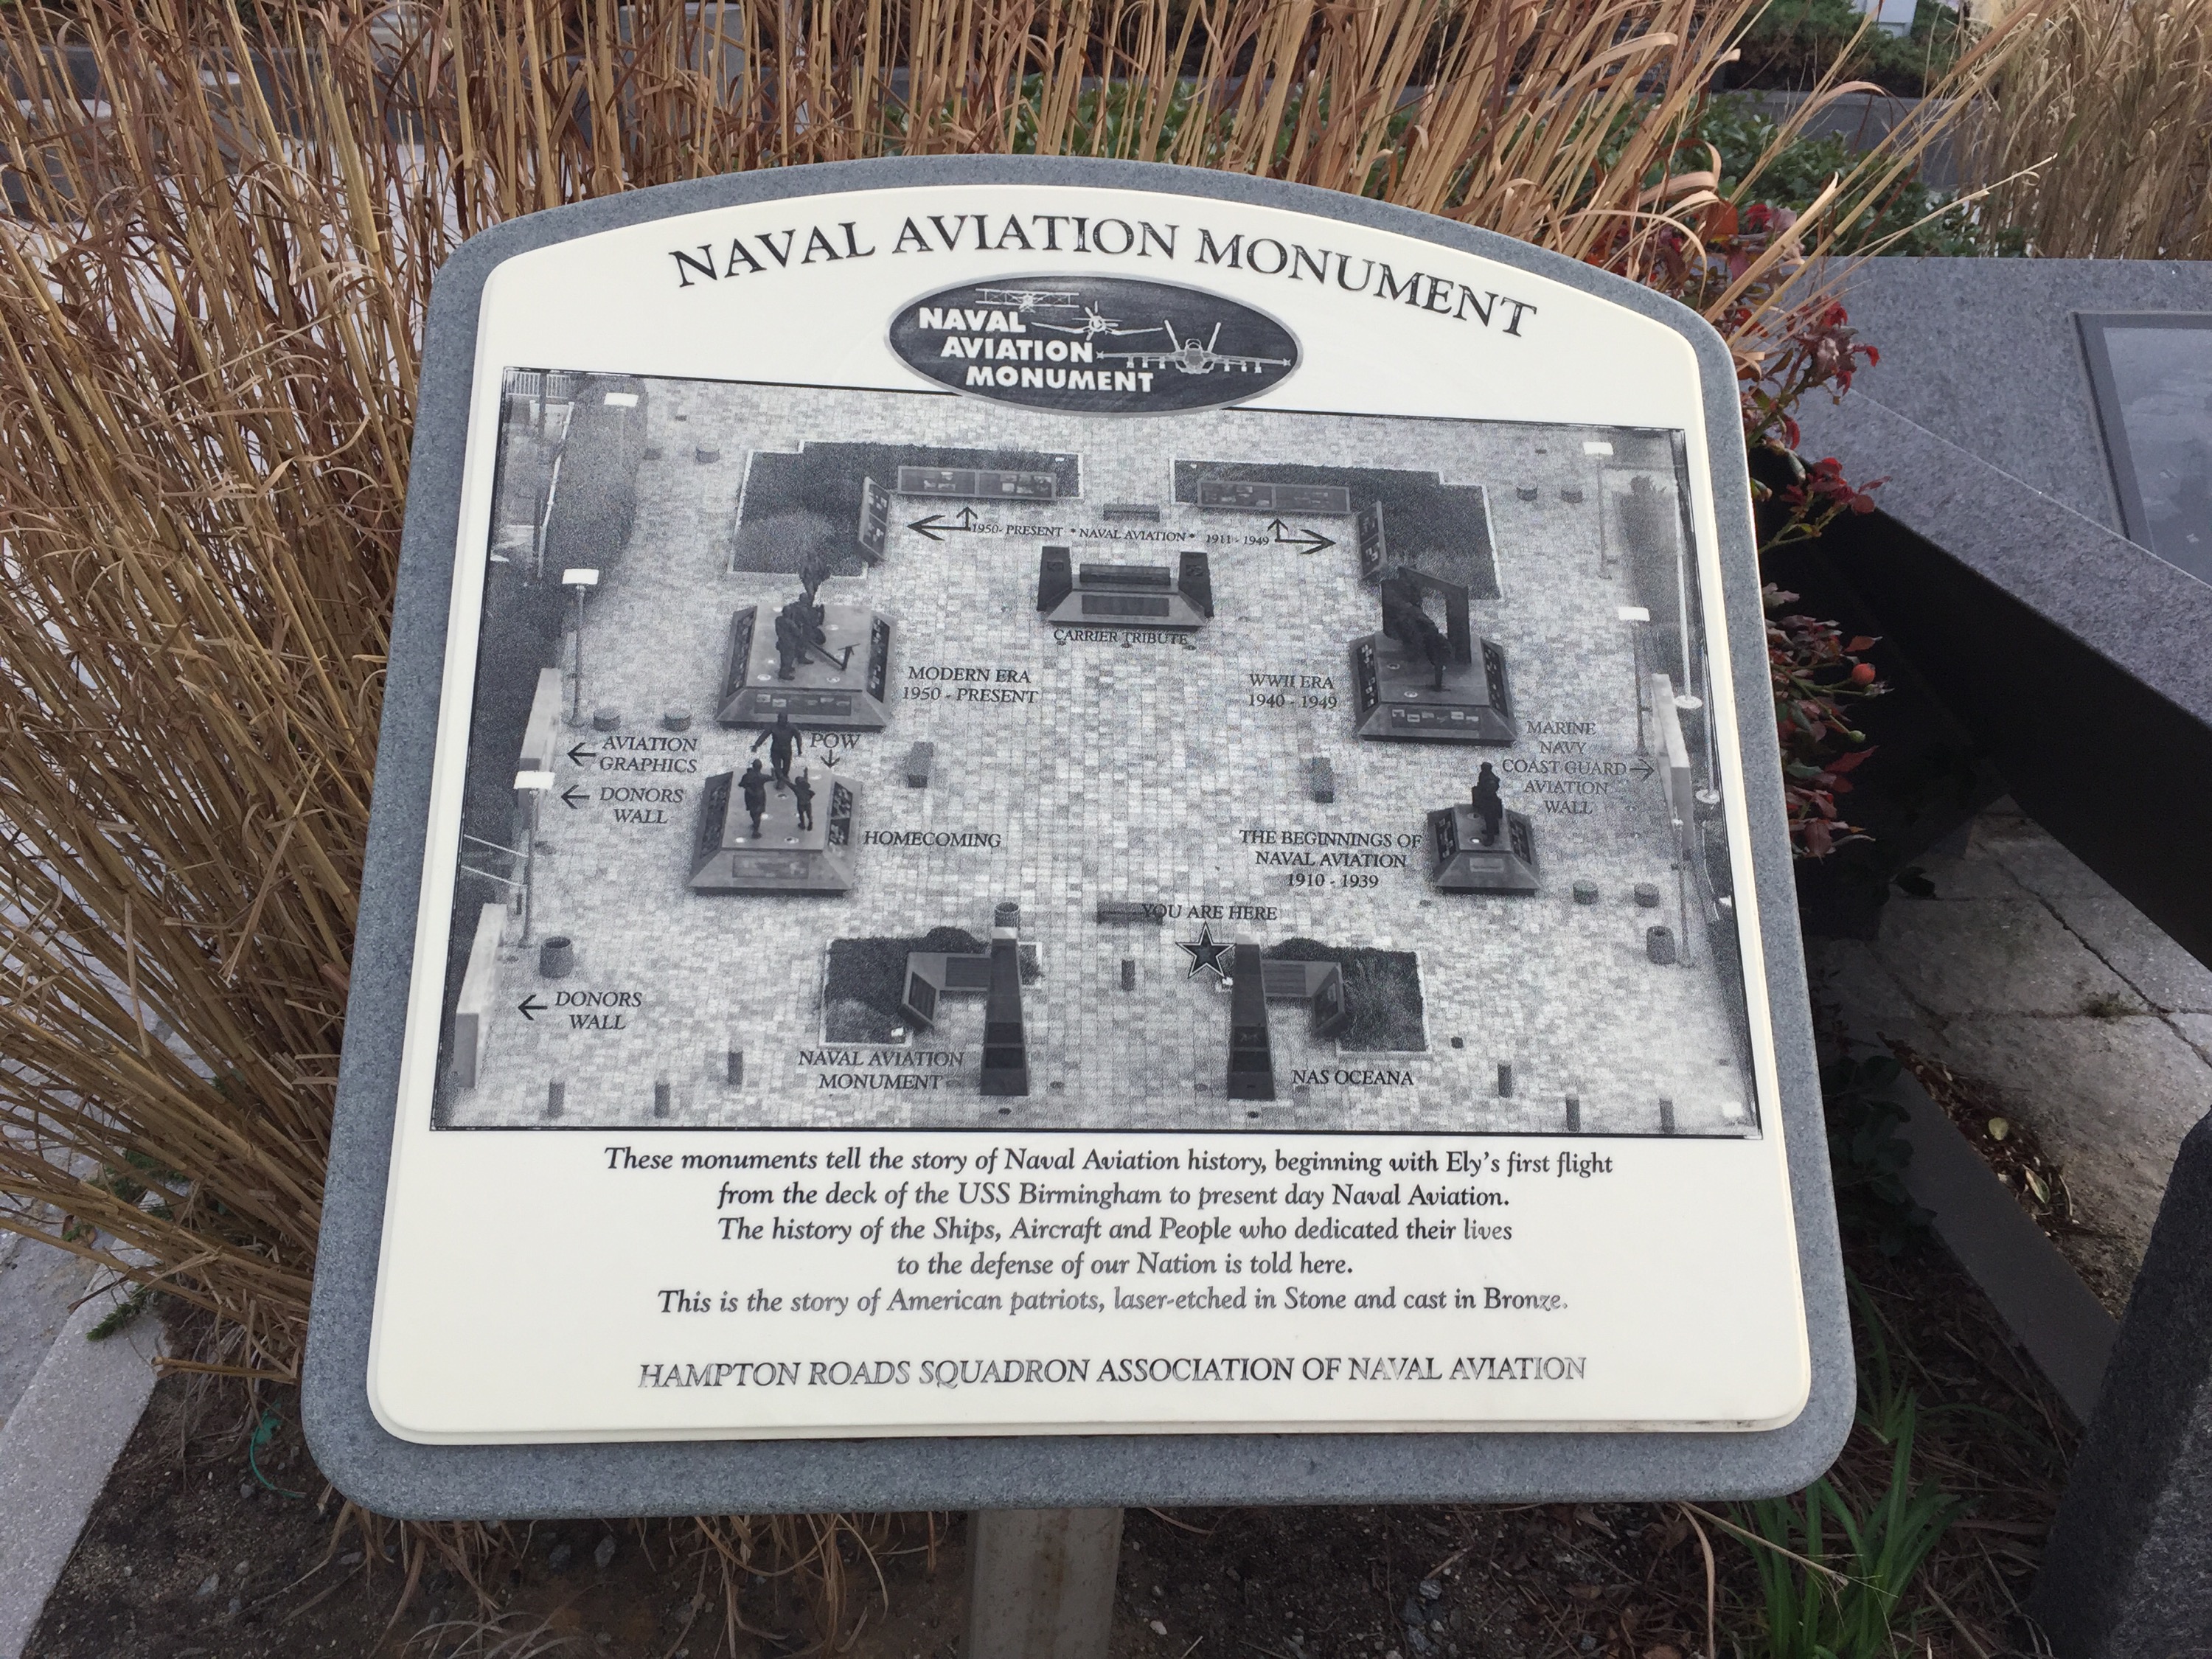 NAVAL AVIATION MONUMENT
NAVAL
AVIATION
MONUMENT
1950 - PRESENT * NAVAL AVIATION * 1911 - 1949
CARRIER TRIBUTE
MODERN ERA
1950 - PRESENT
WWII ERA
1940 - 1949
AVIATION
GRAPHICS
POW
MARINE
NAVY
COAST GUARD
AVIATION
WALL
DONORS
WALL
HOMECOMING
THE BEGINNINGS OF
NAVAL AVIATION
1910 - 1939
YOU ARE HERE
DONORS
WALL
NAVAL AVIATION
MONUMENT
NAS OCEANA
These monuments tell the story of Naval Aviation history, beginning with Ely's first flight
from the deck of the USS Birmingham to present day Naval Aviation.
The history of the Ships, Aircraft and People who dedicated their lives
to the defense of our Nation is told here.
This is the story of American patriots, laser-etched in Stone and cast in Bronze.
HAMPTON ROADS SQUADRON ASSOCIATION OF NAVAL AVIATION